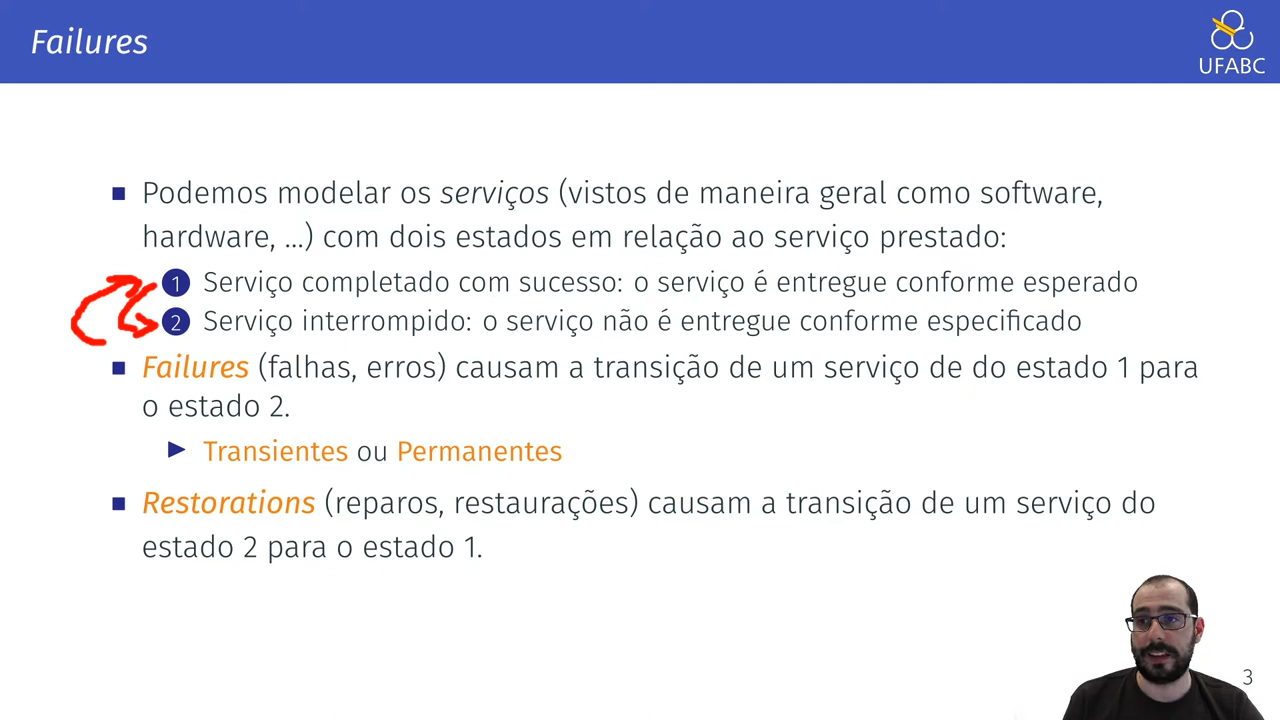 Failures
UFABC
Podemos modelar os serviços (vistos de maneira geral como software,
hardware, ...) com dois estados em relação ao serviço prestado:
1 Serviço completado com sucesso: o serviço é entregue conforme esperado
2 Serviço interrompido: o serviço não é entregue conforme especificado
Failures (falhas, erros) causam a transição de um serviço de do estado 1 para
o estado 2.
Transientes ou Permanentes
Restorations (reparos, restaurações) causam a transição de um serviço do
estado 2 para o estado 1.
3